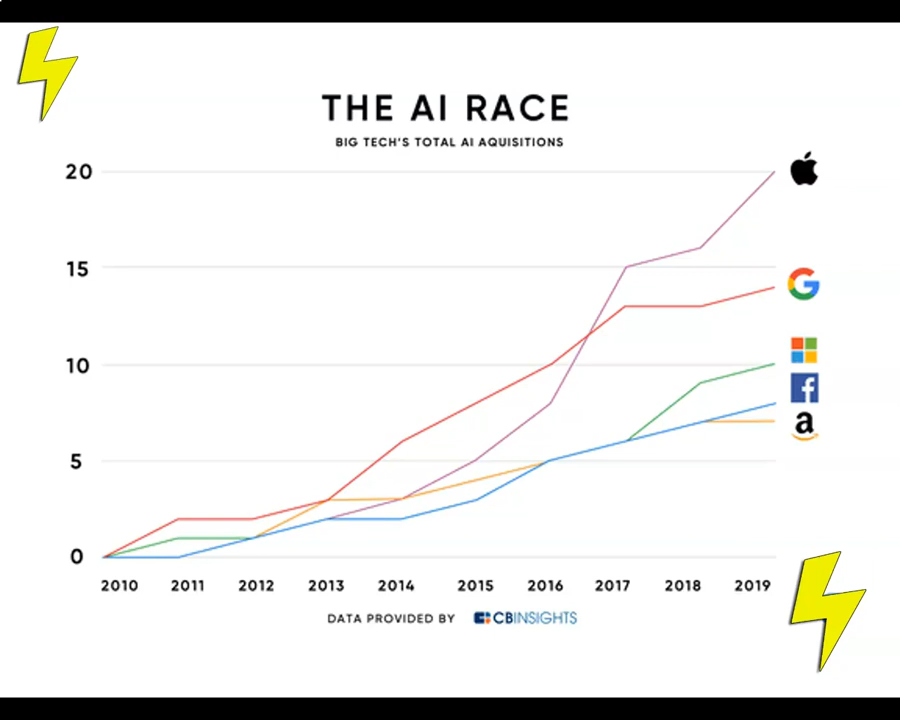 THE AI RACE
BIG TECH'S TOTAL AI AQUISITIONS
20
15
10
5
0
2010 2011 2012 2013 2014 2015 2016 2017 2018 2019
DATA PROVIDED BY CBINSIGHTS